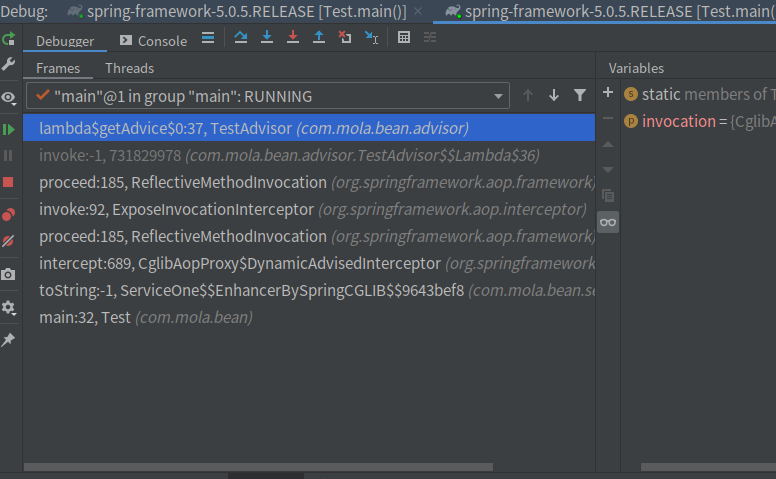 Debug: spring-framework-5.0.5.RELEASE [Test.main()] × spring-framework-5.0.5.RELEASE [Test.main(
Debugger Console
Frames Threads Variables
"main"@1 in group "main": RUNNING
static members of T
lambda$getAdvice$0:37, TestAdvisor (com.mola.bean.advisor)
invocation = {CglibA
invoke:-1, 731829978 (com.mola.bean.advisor.TestAdvisor$$Lambda$36)
proceed:185, ReflectiveMethodInvocation (org.springframework.aop.framework)
invoke:92, ExposeInvocationInterceptor (org.springframework.aop.interceptor)
proceed:185, ReflectiveMethodInvocation (org.springframework.aop.framework)
intercept:689, CglibAopProxy$DynamicAdvisedInterceptor (org.springframework
toString:-1, ServiceOne$$EnhancerBySpringCGLIB$$9643bef8 (com.mola.bean.se
main:32, Test (com.mola.bean)